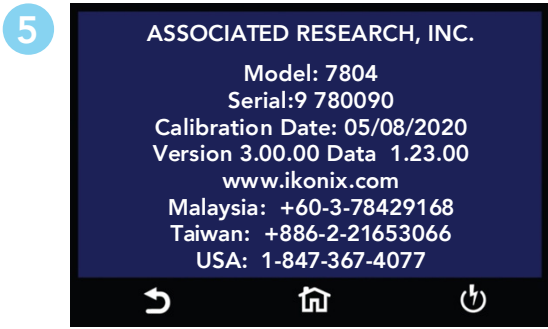 5
ASSOCIATED RESEARCH, INC.
Model: 7804
Serial:9 780090
Calibration Date: 05/08/2020
Version 3.00.00 Data  1.23.00
www.ikonix.com
Malaysia:  +60-3-78429168
Taiwan:  +886-2-21653066
USA:  1-847-367-4077